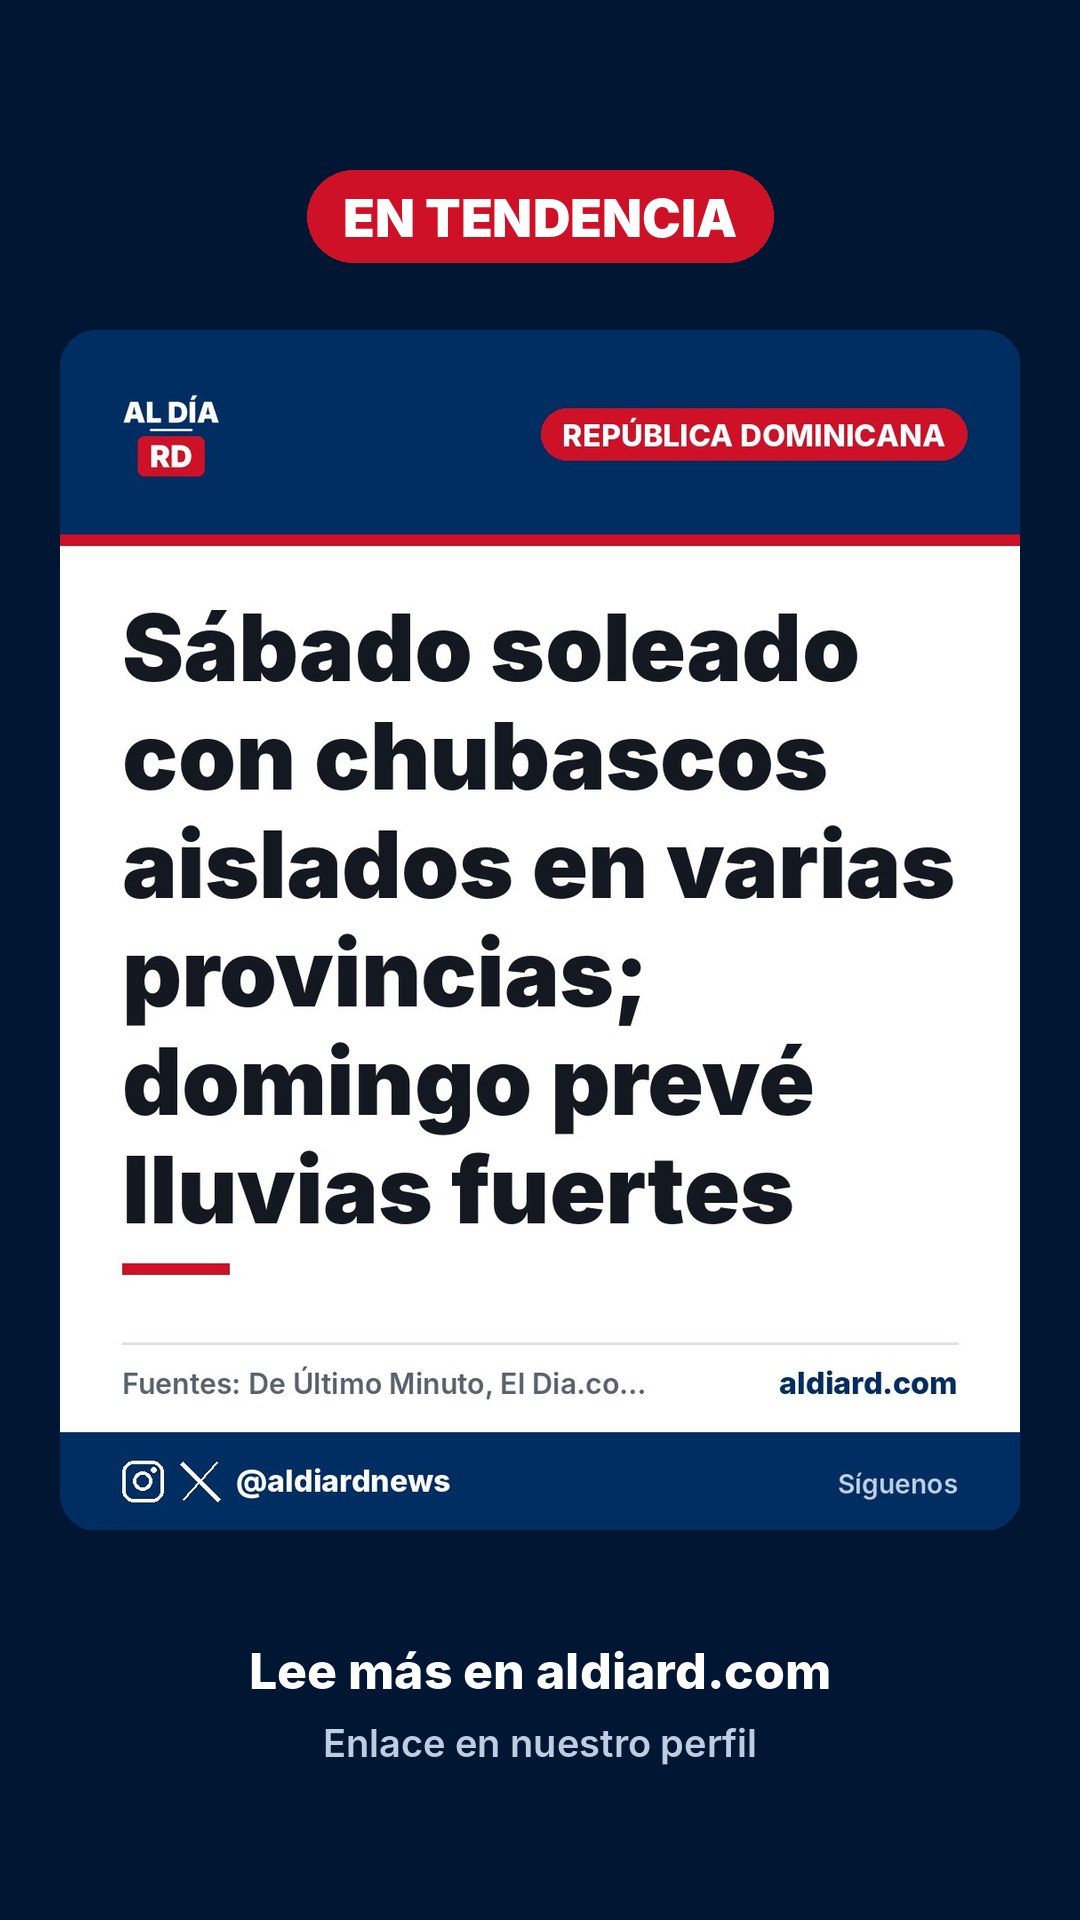 EN TENDENCIA
AL DÍA
RD
REPÚBLICA DOMINICANA
Sábado soleado
con chubascos
aislados en varias
provincias;
domingo prevé
lluvias fuertes
Fuentes: De Último Minuto, El Dia.co...
aldiard.com
@aldiardnews
Síguenos
Lee más en aldiard.com
Enlace en nuestro perfil